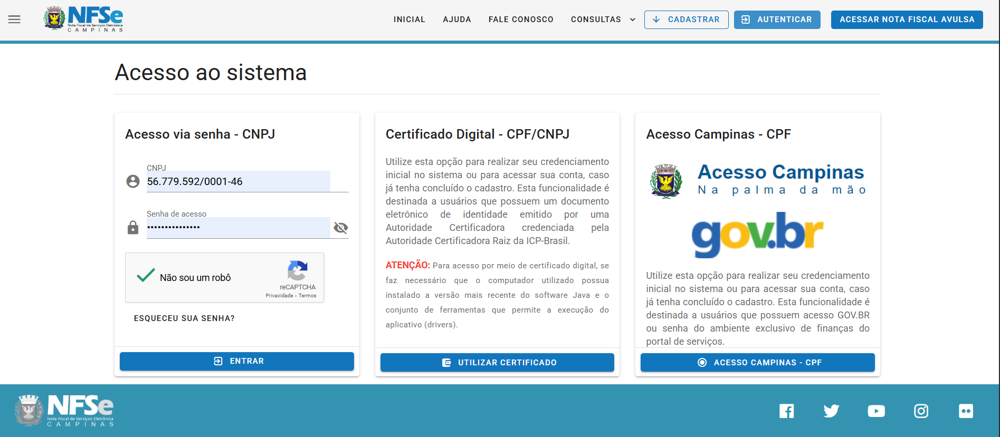 NFSe
Nota Fiscal de Serviços Eletrônica
CAMPINAS
INICIAL
AJUDA
FALE CONOSCO
CONSULTAS
CADASTRAR
AUTENTICAR
ACESSAR NOTA FISCAL AVULSA
Acesso ao sistema
Acesso via senha - CNPJ
CNPJ
56.779.592/0001-46
Senha de acesso
•••••••••••••••
Não sou um robô
reCAPTCHA
Privacidade - Termos
ESQUECEU SUA SENHA?
ENTRAR
Certificado Digital - CPF/CNPJ
Utilize esta opção para realizar seu credenciamento
inicial no sistema ou para acessar sua conta, caso
já tenha concluído o cadastro. Esta funcionalidade é
destinada a usuários que possuem um documento
eletrônico de identidade emitido por uma
Autoridade Certificadora credenciada pela
Autoridade Certificadora Raiz da ICP-Brasil.
ATENÇÃO: Para acesso por meio de certificado digital, se
faz necessário que o computador utilizado possua
instalado a versão mais recente do software Java e o
conjunto de ferramentas que permite a execução do
aplicativo (drivers).
UTILIZAR CERTIFICADO
Acesso Campinas - CPF
Acesso Campinas
Na palma da mão
gov.br
Utilize esta opção para realizar seu credenciamento
inicial no sistema ou para acessar sua conta, caso
já tenha concluído o cadastro. Esta funcionalidade é
destinada a usuários que possuem acesso GOV.BR
ou senha do ambiente exclusivo de finanças do
portal de serviços.
ACESSO CAMPINAS - CPF
NFSe
Nota Fiscal de Serviços Eletrônica
CAMPINAS